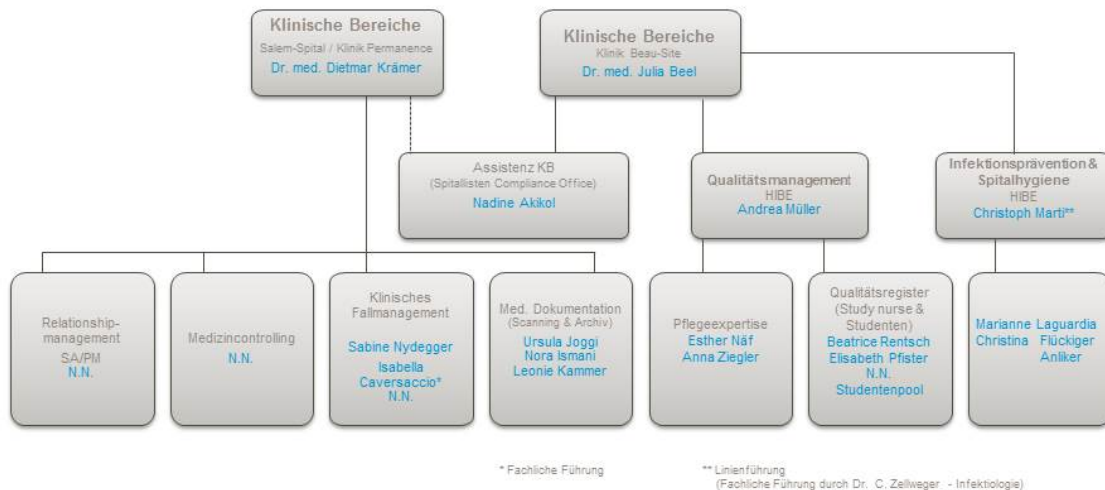 Klinische Bereiche
Salem-Spital / Klinik Permanence
Dr. med. Dietmar Krämer
Klinische Bereiche
Klinik Beau-Site
Dr. med. Julia Beel
Assistenz KB
(Spitallisten Compliance Office)
Nadine Akikol
Qualitätsmanagement
HIBE
Andrea Müller
Infektionsprävention &
Spitalhygiene
HIBE
Christoph Marti**
Relationship-
management
SA/PM
N.N.
Medizincontrolling
N.N.
Klinisches
Fallmanagement
Sabine Nydegger
Isabella
Caversaccio*
N.N.
Med. Dokumentation
(Scanning & Archiv)
Ursula Joggi
Nora Ismani
Leonie Kammer
Pflegeexpertise
Esther Näf
Anna Ziegler
Qualitätsregister
(Study nurse &
Studenten)
Beatrice Rentsch
Elisabeth Pfister
N.N.
Studentenpool
Marianne Laguardia
Christina Flückiger
Anliker
* Fachliche Führung
** Linienführung
(Fachliche Führung durch Dr. C. Zellweger - Infektiologie)